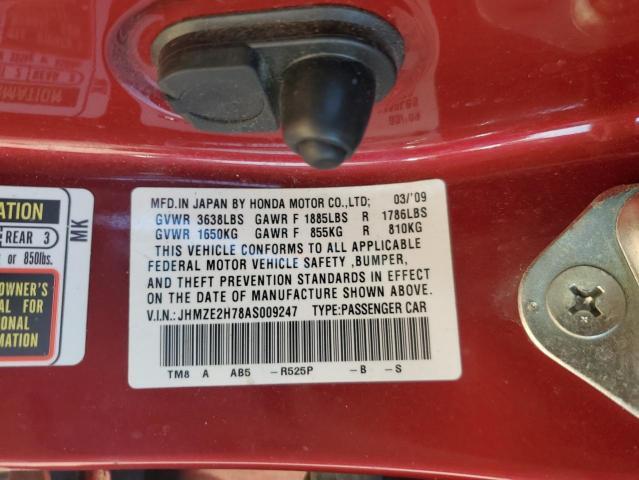 MFD.IN JAPAN BY HONDA MOTOR CO.,LTD; 03/'09
GVWR 3638LBS GAWR F 1885LBS R 1786LBS
GVWR 1650KG GAWR F 855KG R 810KG
THIS VEHICLE CONFORMS TO ALL APPLICABLE
FEDERAL MOTOR VEHICLE SAFETY ,BUMPER,
AND THEFT PREVENTION STANDARDS IN EFFECT
ON THE DATE OF MANUFACTURE SHOWN ABOVE.
V.I.N.: JHMZE2H78AS009247 TYPE:PASSENGER CAR
TM8 A AB5 -R525P -B -S
MK
ATION
REAR 3
or 850lbs.
OWNER'S
AL FOR
IONAL
RMATION